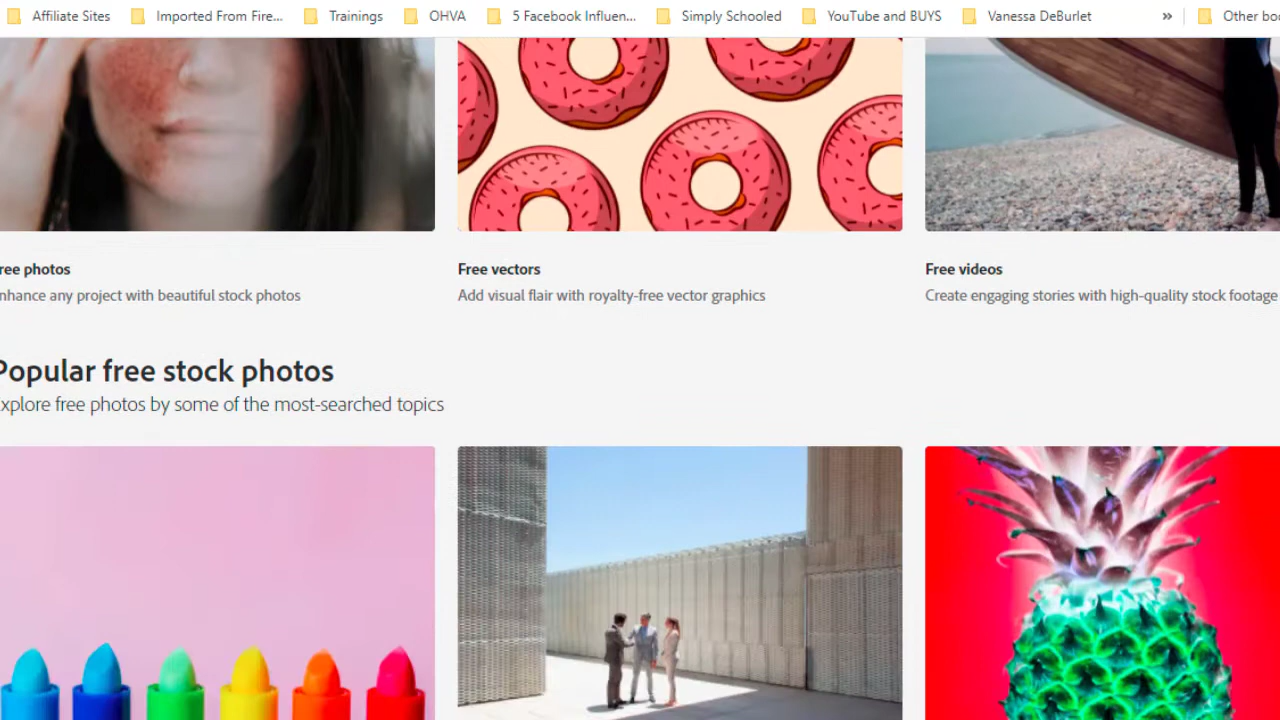 Affiliate Sites Imported From Fire... Trainings OHVA 5 Facebook Influen... Simply Schooled YouTube and BUYS Vanessa DeBurlet » Other boo
ree photos Free vectors Free videos
nhance any project with beautiful stock photos Add visual flair with royalty-free vector graphics Create engaging stories with high-quality stock footage
Popular free stock photos
xplore free photos by some of the most-searched topics